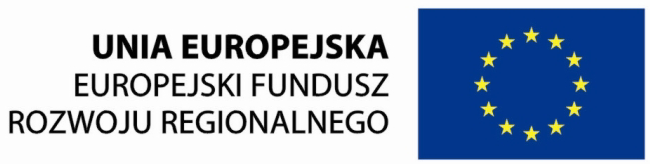 UNIA EUROPEJSKA
EUROPEJSKI FUNDUSZ
ROZWOJU REGIONALNEGO